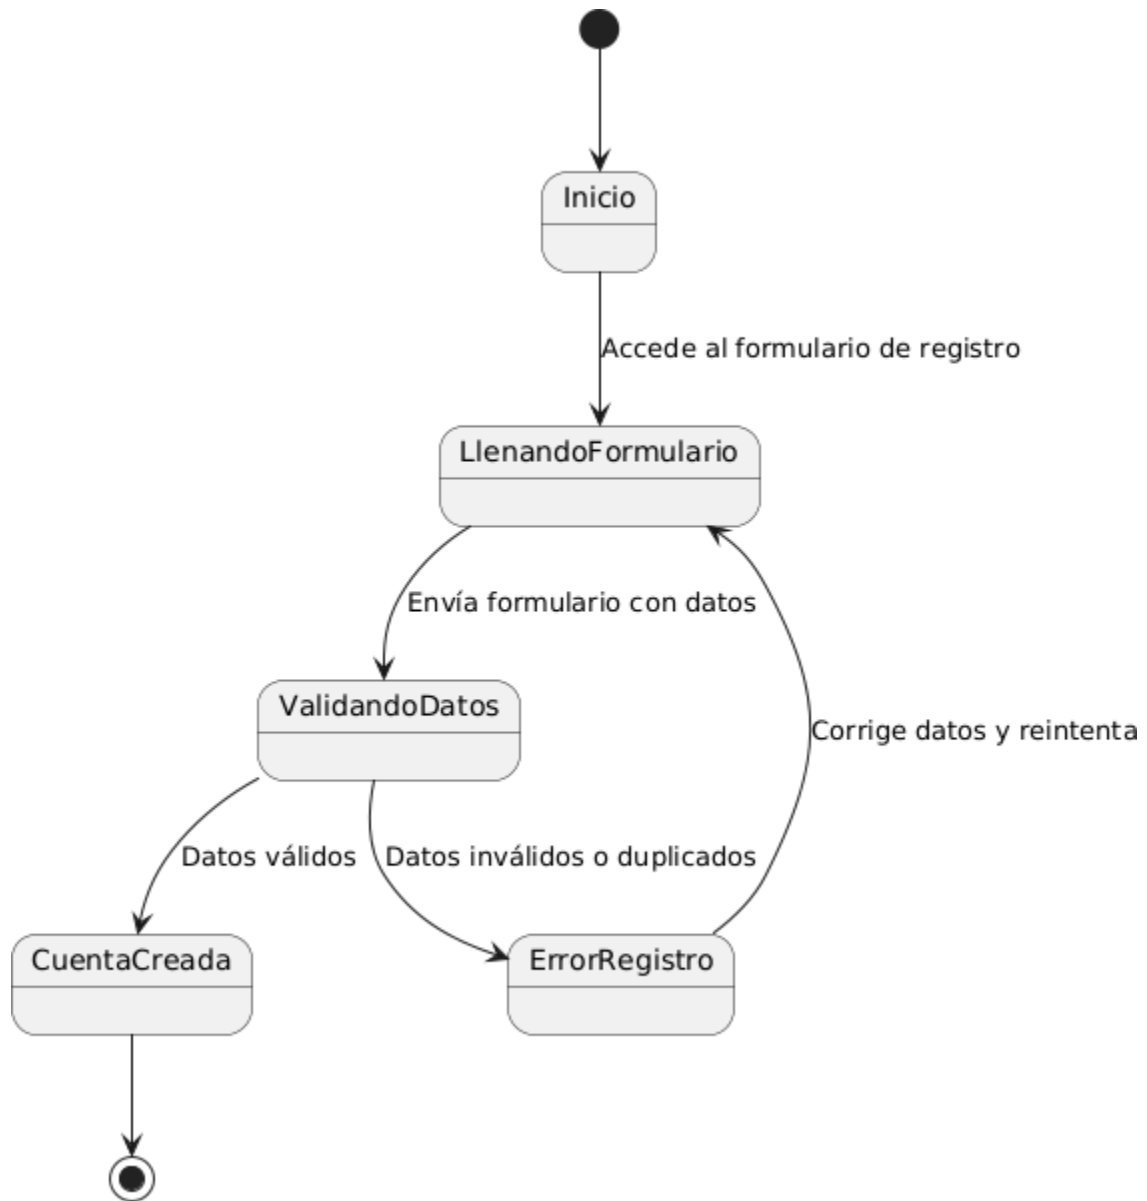 Inicio
Accede al formulario de registro
LlenandoFormulario
Envía formulario con datos
ValidandoDatos
Corrige datos y reintenta
Datos válidos
Datos inválidos o duplicados
CuentaCreada
ErrorRegistro